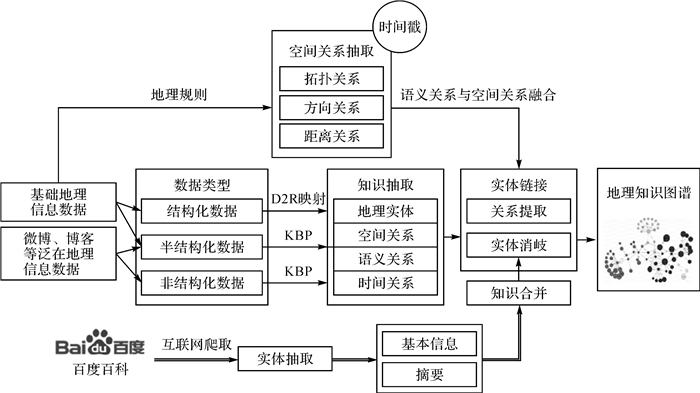 时间戳
空间关系抽取
拓扑关系
方向关系
距离关系
地理规则
语义关系与空间关系融合
基础地理
信息数据
微博、博客
等泛在地理
信息数据
数据类型
结构化数据
半结构化数据
非结构化数据
D2R映射
KBP
KBP
知识抽取
地理实体
空间关系
语义关系
时间关系
实体链接
关系提取
实体消歧
地理知识图谱
知识合并
Bai du 百度
百度百科
互联网爬取
实体抽取
基本信息
摘要